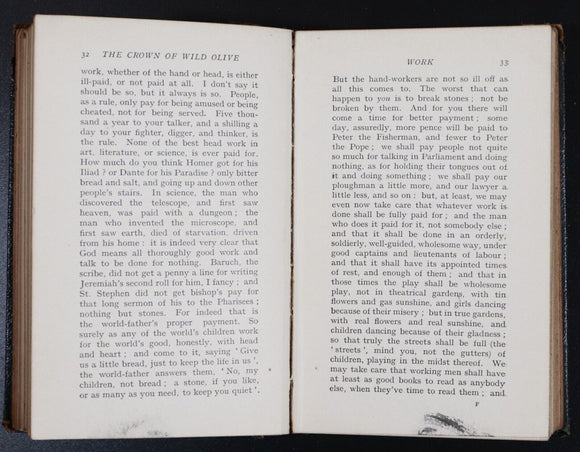 32 THE CROWN OF WILD OLIVE
work, whether of the hand or head, is either
ill-paid, or not paid at all. I don't say it
should be so, but it always is so. People,
as a rule, only pay for being amused or being
cheated, not for being served. Five thou-
sand a year to your talker, and a shilling a
day to your fighter, digger, and thinker, is
the rule. None of the best head work in
art, literature, or science, is ever paid for.
How much do you think Homer got for his
Iliad ? or Dante for his Paradise ? only bitter
bread and salt, and going up and down other
people's stairs. In science, the man who
discovered the telescope, and first saw
heaven, was paid with a dungeon ; the
man who invented the microscope, and
first saw earth, died of starvation, driven
from his home : it is indeed very clear that
God means all thoroughly good work and
talk to be done for nothing. Baruch, the
scribe, did not get a penny a line for writing
Jeremiah's second roll for him, I fancy ; and
St. Stephen did not get bishop's pay for
that long sermon of his to the Pharisees ;
nothing but stones. For indeed that is
the world-father's proper payment. So
surely as any of the world's children work
for the world's good, honestly, with head
and heart ; and come to it, saying ' Give
us a little bread, just to keep the life in us ',
the world-father answers them, ' No, my
children, not bread ; a stone, if you like,
or as many as you need, to keep you quiet '.
WORK 33
But the hand-workers are not so ill off as
all this comes to. The worst that can
happen to you is to break stones ; not be
broken by them. And for you there will
come a time for better payment ; some
day, assuredly, more pence will be paid to
Peter the Fisherman, and fewer to Peter
the Pope ; we shall pay people not quite
so much for talking in Parliament and doing
nothing, as for holding their tongues out of
it and doing something ; we shall pay our
ploughman a little more, and our lawyer a
little less, and so on : but, at least, we may
even now take care that whatever work is
done shall be fully paid for ; and the man
who does it paid for it, not somebody else ;
and that it shall be done in an orderly,
soldierly, well-guided, wholesome way, under
good captains and lieutenants of labour ;
and that it shall have its appointed times
of rest, and enough of them ; and that in
those times the play shall be wholesome
play, not in theatrical gardens, with tin
flowers and gas sunshine, and girls dancing
because of their misery ; but in true gardens,
with real flowers and real sunshine, and
children dancing because of their gladness ;
so that truly the streets shall be full (the
' streets ', mind you, not the gutters) of
children, playing in the midst thereof. We
may take care that working men shall have
at least as good books to read as anybody
else, when they've time to read them ; and
F